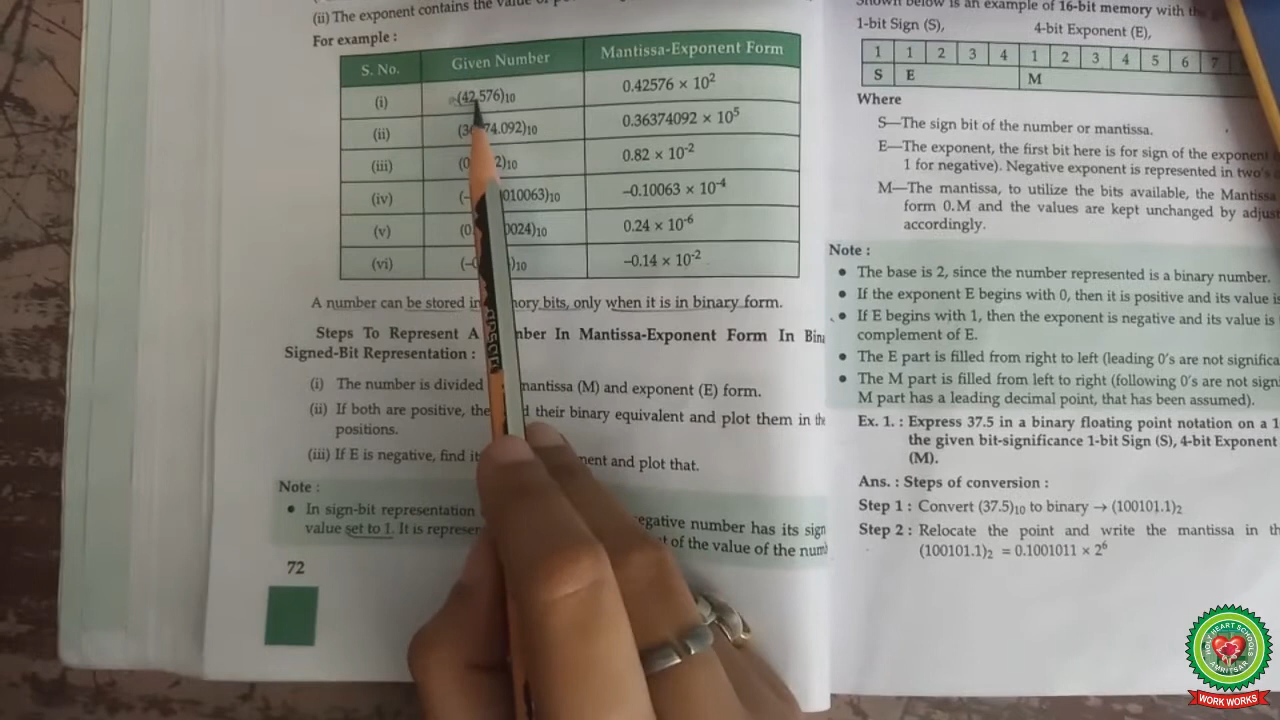 (ii) The exponent contains the value of
For example :
S. No. Given Number Mantissa-Exponent Form
(i) (42.576)10 0.42576 × 10²
(ii) 74.092)10 0.36374092 × 10⁵
(iii) 2)10 0.82 × 10⁻²
(iv) (- 010063)10 –0.10063 × 10⁻⁴
(v) (0 0024)10 0.24 × 10⁻⁶
(vi) )10 –0.14 × 10⁻²
A number can be stored in bits, only when it is in binary form.
Steps To Represent A In Mantissa-Exponent Form In
Signed-Bit Representation :
(i) The number is divided mantissa (M) and exponent (E) form.
(ii) If both are positive, their binary equivalent and plot them in the
positions.
(iii) If E is negative, find and plot that.
Note :
• In sign-bit representation negative number has its sign
value set to 1. It is of the value of the
72
Shown below is an example of 16-bit memory with the
1-bit Sign (S), 4-bit Exponent (E),
1 1 2 3 4 1 2 3 4 5 6 7
S E M
Where
S—The sign bit of the number or mantissa.
E—The exponent, the first bit here is for sign of the exponent
1 for negative). Negative exponent is represented in two's
M—The mantissa, to utilize the bits available, the Mantissa
form 0.M and the values are kept unchanged by
accordingly.
Note :
• The base is 2, since the number represented is a binary number.
• If the exponent E begins with 0, then it is positive and its value is
• If E begins with 1, then the exponent is negative and its value is
complement of E.
• The E part is filled from right to left (leading 0's are not
• The M part is filled from left to right (following 0's are not
M part has a leading decimal point, that has been assumed).
Ex. 1. : Express 37.5 in a binary floating point notation on a
the given bit-significance 1-bit Sign (S), 4-bit Exponent
(M).
Ans. : Steps of conversion :
Step 1 : Convert (37.5)10 to binary → (100101.1)2
Step 2 : Relocate the point and write the mantissa in
(100101.1)2 = 0.1001011 × 2⁶
HOLY HEART SCHOOLS
AMRITSAR
WORK WORKS